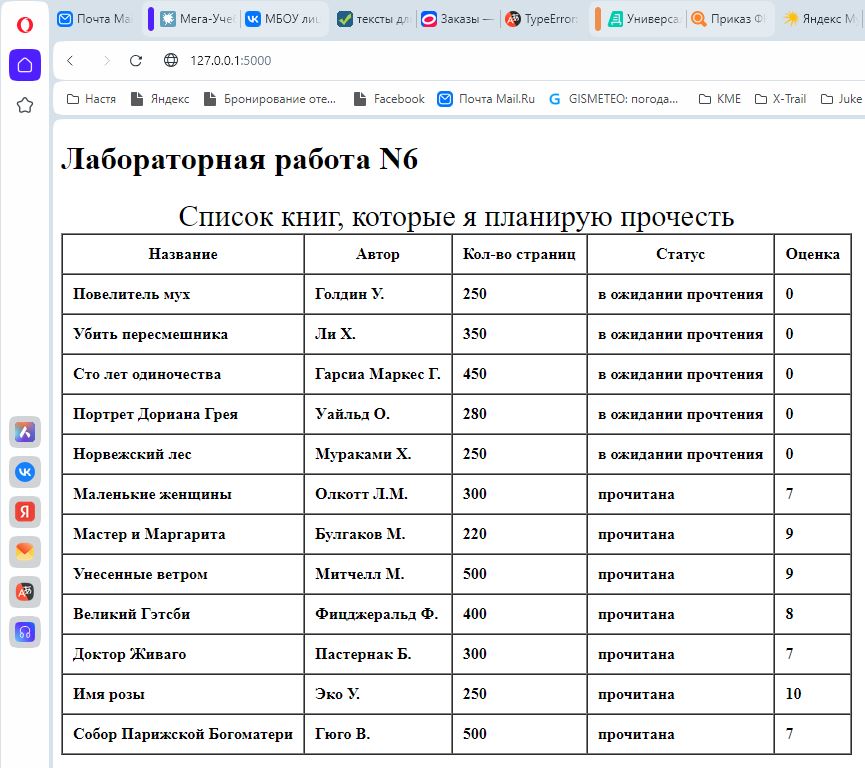 Почта Ma
Мега-Учеб
МБОУ лиц
тексты дл
Заказы —
TypeError:
Универса
Приказ Ф
Яндекс М
127.0.0.1:5000
Настя
Яндекс
Бронирование оте...
Facebook
Почта Mail.Ru
GISMETEO: погода...
KME
X-Trail
Juke
Лабораторная работа N6
Список книг, которые я планирую прочесть
Название Автор Кол-во страниц Статус Оценка
Повелитель мух Голдин У. 250 в ожидании прочтения 0
Убить пересмешника Ли Х. 350 в ожидании прочтения 0
Сто лет одиночества Гарсиа Маркес Г. 450 в ожидании прочтения 0
Портрет Дориана Грея Уайльд О. 280 в ожидании прочтения 0
Норвежский лес Мураками Х. 250 в ожидании прочтения 0
Маленькие женщины Олкотт Л.М. 300 прочитана 7
Мастер и Маргарита Булгаков М. 220 прочитана 9
Унесенные ветром Митчелл М. 500 прочитана 9
Великий Гэтсби Фицджеральд Ф. 400 прочитана 8
Доктор Живаго Пастернак Б. 300 прочитана 7
Имя розы Эко У. 250 прочитана 10
Собор Парижской Богоматери Гюго В. 500 прочитана 7